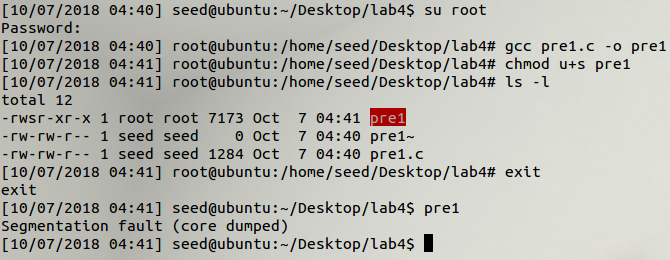 [10/07/2018 04:40] seed@ubuntu:~/Desktop/lab4$ su root
Password:
[10/07/2018 04:40] root@ubuntu:/home/seed/Desktop/lab4# gcc pre1.c -o pre1
[10/07/2018 04:41] root@ubuntu:/home/seed/Desktop/lab4# chmod u+s pre1
[10/07/2018 04:41] root@ubuntu:/home/seed/Desktop/lab4# ls -l
total 12
-rwsr-xr-x 1 root root 7173 Oct  7 04:41 pre1
-rw-rw-r-- 1 seed seed    0 Oct  7 04:40 pre1~
-rw-rw-r-- 1 seed seed 1284 Oct  7 04:40 pre1.c
[10/07/2018 04:41] root@ubuntu:/home/seed/Desktop/lab4# exit
exit
[10/07/2018 04:41] seed@ubuntu:~/Desktop/lab4$ pre1
Segmentation fault (core dumped)
[10/07/2018 04:41] seed@ubuntu:~/Desktop/lab4$